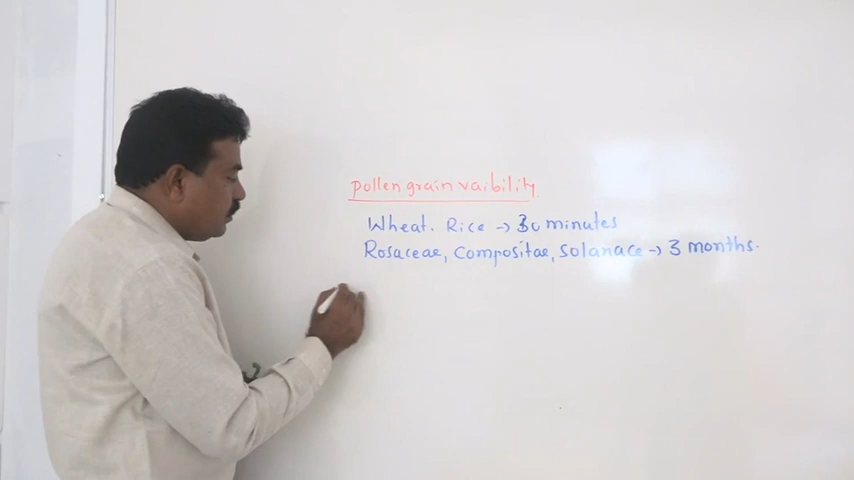 pollen grain vaibility
Wheat. Rice → 30 minutes
Rosaceae, Compositae, Solanace → 3 months.